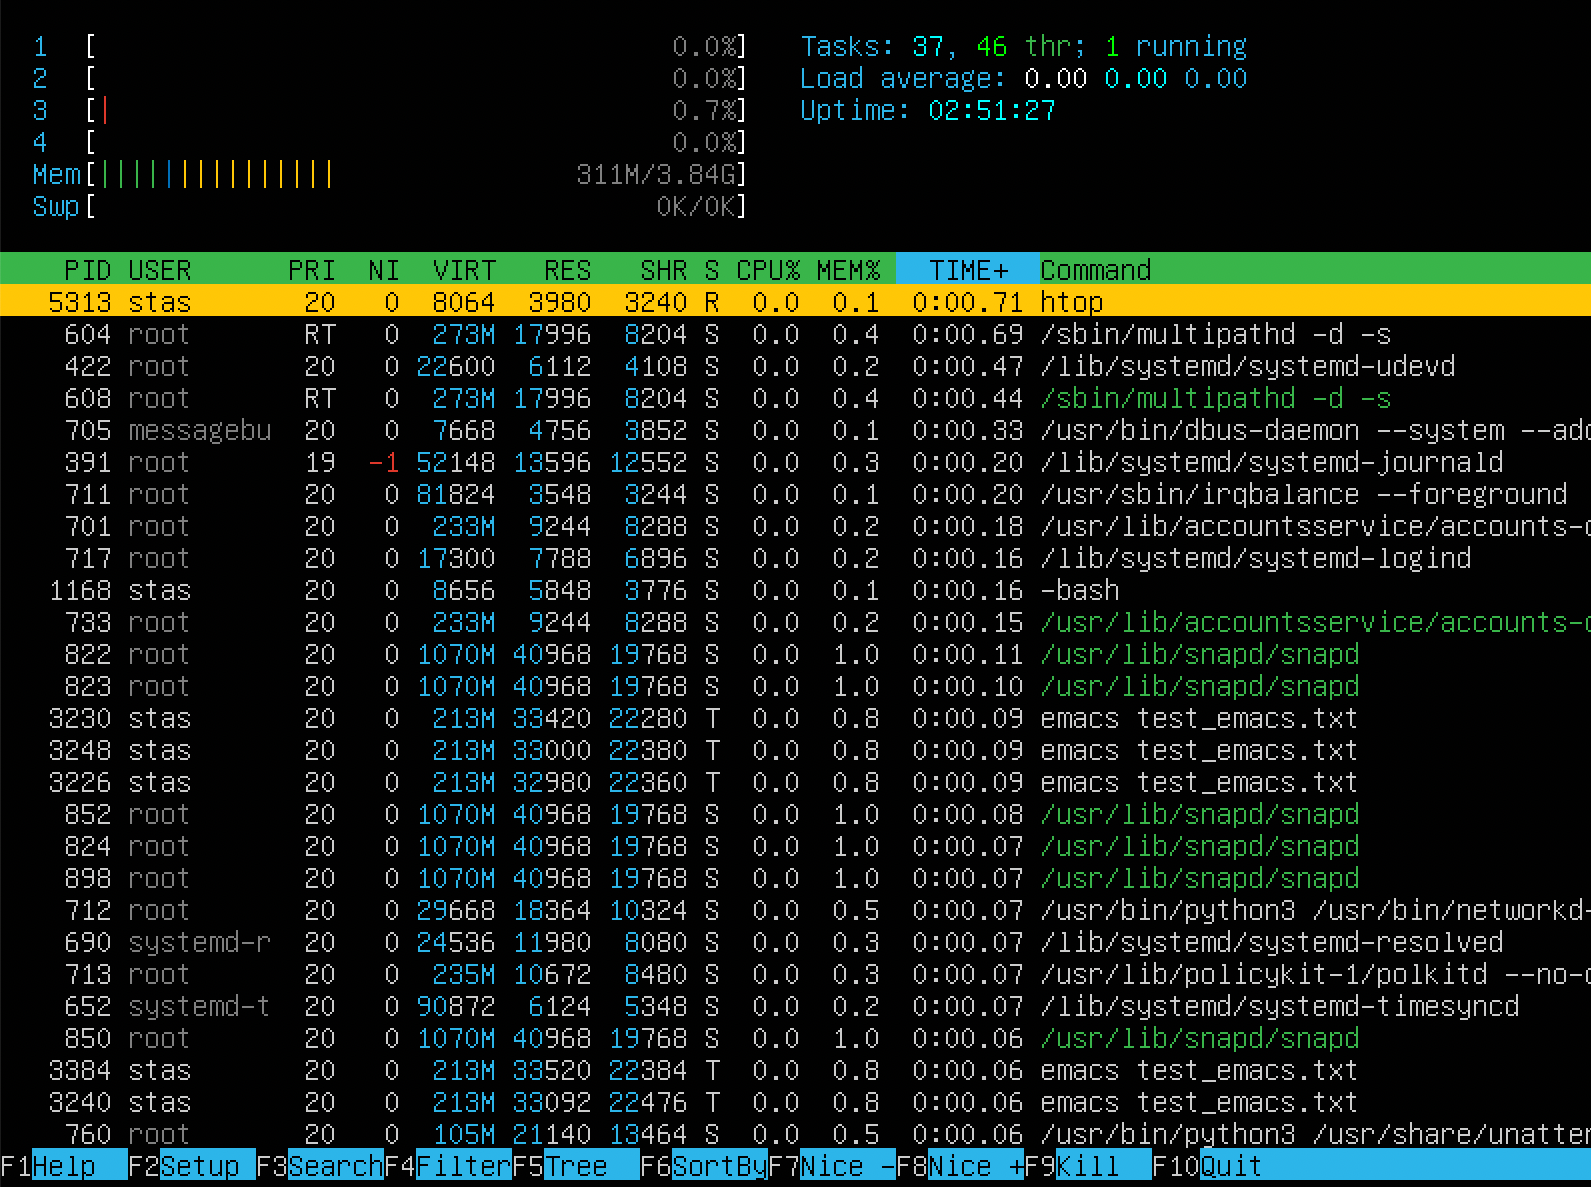 1 [ 0.0%] Tasks: 37, 46 thr; 1 running
2 [ 0.0%] Load average: 0.00 0.00 0.00
3 [| 0.7%] Uptime: 02:51:27
4 [ 0.0%]
Mem[||||||||||||||| 311M/3.84G]
Swp[ 0K/0K]
PID USER PRI NI VIRT RES SHR S CPU% MEM% TIME+ Command
5313 stas 20 0 8064 3980 3240 R 0.0 0.1 0:00.71 htop
604 root RT 0 273M 17996 8204 S 0.0 0.4 0:00.69 /sbin/multipathd -d -s
422 root 20 0 22600 6112 4108 S 0.0 0.2 0:00.47 /lib/systemd/systemd-udevd
608 root RT 0 273M 17996 8204 S 0.0 0.4 0:00.44 /sbin/multipathd -d -s
705 messagebu 20 0 7668 4756 3852 S 0.0 0.1 0:00.33 /usr/bin/dbus-daemon --system --add
391 root 19 -1 52148 13596 12552 S 0.0 0.3 0:00.20 /lib/systemd/systemd-journald
711 root 20 0 81824 3548 3244 S 0.0 0.1 0:00.20 /usr/sbin/irqbalance --foreground
701 root 20 0 233M 9244 8288 S 0.0 0.2 0:00.18 /usr/lib/accountsservice/accounts-d
717 root 20 0 17300 7788 6896 S 0.0 0.2 0:00.16 /lib/systemd/systemd-logind
1168 stas 20 0 8656 5848 3776 S 0.0 0.1 0:00.16 -bash
733 root 20 0 233M 9244 8288 S 0.0 0.2 0:00.15 /usr/lib/accountsservice/accounts-d
822 root 20 0 1070M 40968 19768 S 0.0 1.0 0:00.11 /usr/lib/snapd/snapd
823 root 20 0 1070M 40968 19768 S 0.0 1.0 0:00.10 /usr/lib/snapd/snapd
3230 stas 20 0 213M 33420 22280 T 0.0 0.8 0:00.09 emacs test_emacs.txt
3248 stas 20 0 213M 33000 22380 T 0.0 0.8 0:00.09 emacs test_emacs.txt
3226 stas 20 0 213M 32980 22360 T 0.0 0.8 0:00.09 emacs test_emacs.txt
852 root 20 0 1070M 40968 19768 S 0.0 1.0 0:00.08 /usr/lib/snapd/snapd
824 root 20 0 1070M 40968 19768 S 0.0 1.0 0:00.07 /usr/lib/snapd/snapd
898 root 20 0 1070M 40968 19768 S 0.0 1.0 0:00.07 /usr/lib/snapd/snapd
712 root 20 0 29668 18364 10324 S 0.0 0.5 0:00.07 /usr/bin/python3 /usr/bin/networkd-
690 systemd-r 20 0 24536 11980 8080 S 0.0 0.3 0:00.07 /lib/systemd/systemd-resolved
713 root 20 0 235M 10672 8480 S 0.0 0.3 0:00.07 /usr/lib/policykit-1/polkitd --no-d
652 systemd-t 20 0 90872 6124 5348 S 0.0 0.2 0:00.07 /lib/systemd/systemd-timesyncd
850 root 20 0 1070M 40968 19768 S 0.0 1.0 0:00.06 /usr/lib/snapd/snapd
3384 stas 20 0 213M 33520 22384 T 0.0 0.8 0:00.06 emacs test_emacs.txt
3240 stas 20 0 213M 33092 22476 T 0.0 0.8 0:00.06 emacs test_emacs.txt
760 root 20 0 105M 21140 13464 S 0.0 0.5 0:00.06 /usr/bin/python3 /usr/share/unatten
F1Help F2Setup F3SearchF4FilterF5Tree F6SortByF7Nice -F8Nice +F9Kill F10Quit